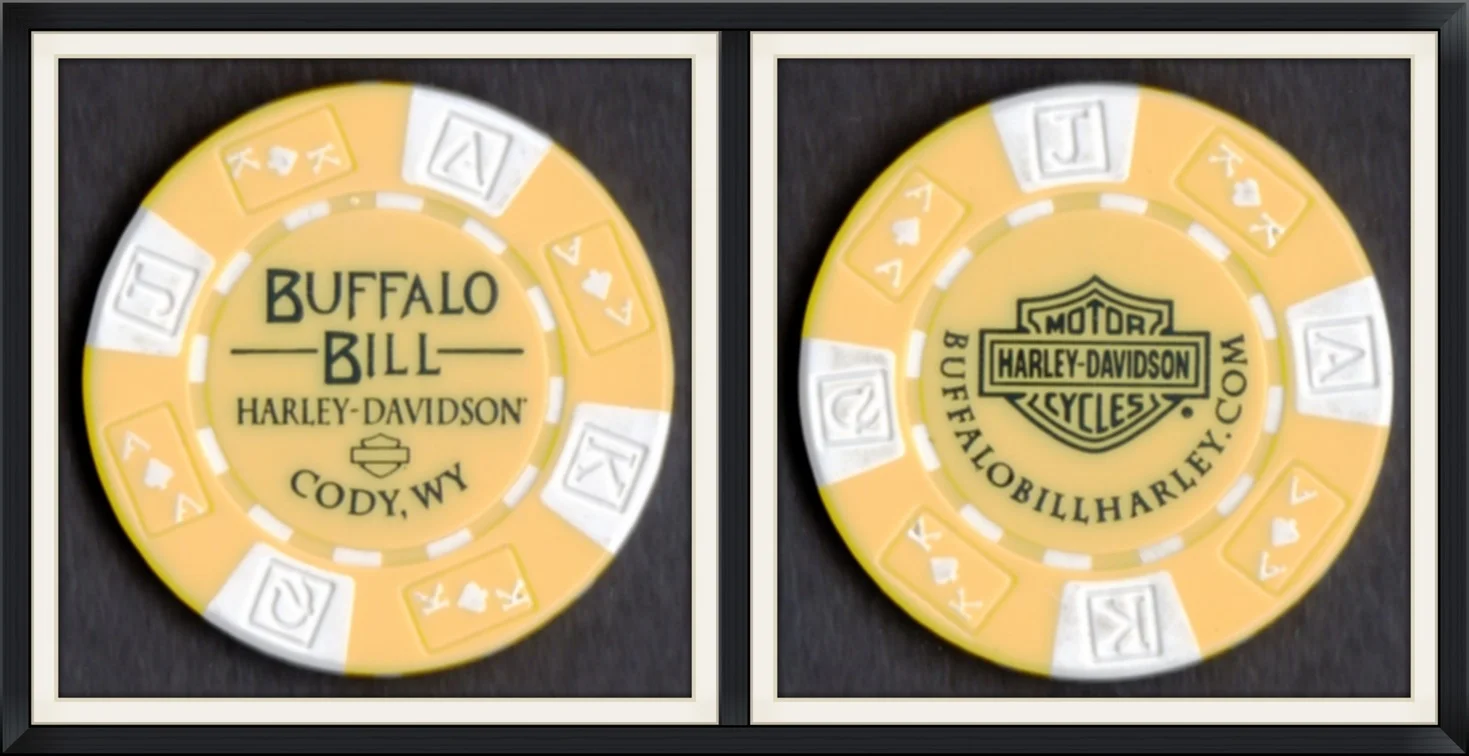 BUFFALO
BILL
HARLEY-DAVIDSON
CODY, WY
K K
A
A A
K
K K
Q
A A
J
MOTOR
HARLEY-DAVIDSON
CYCLES
BUFFALOBILLHARLEY.COM
J
K K
A
A A
K
K K
Q
A A